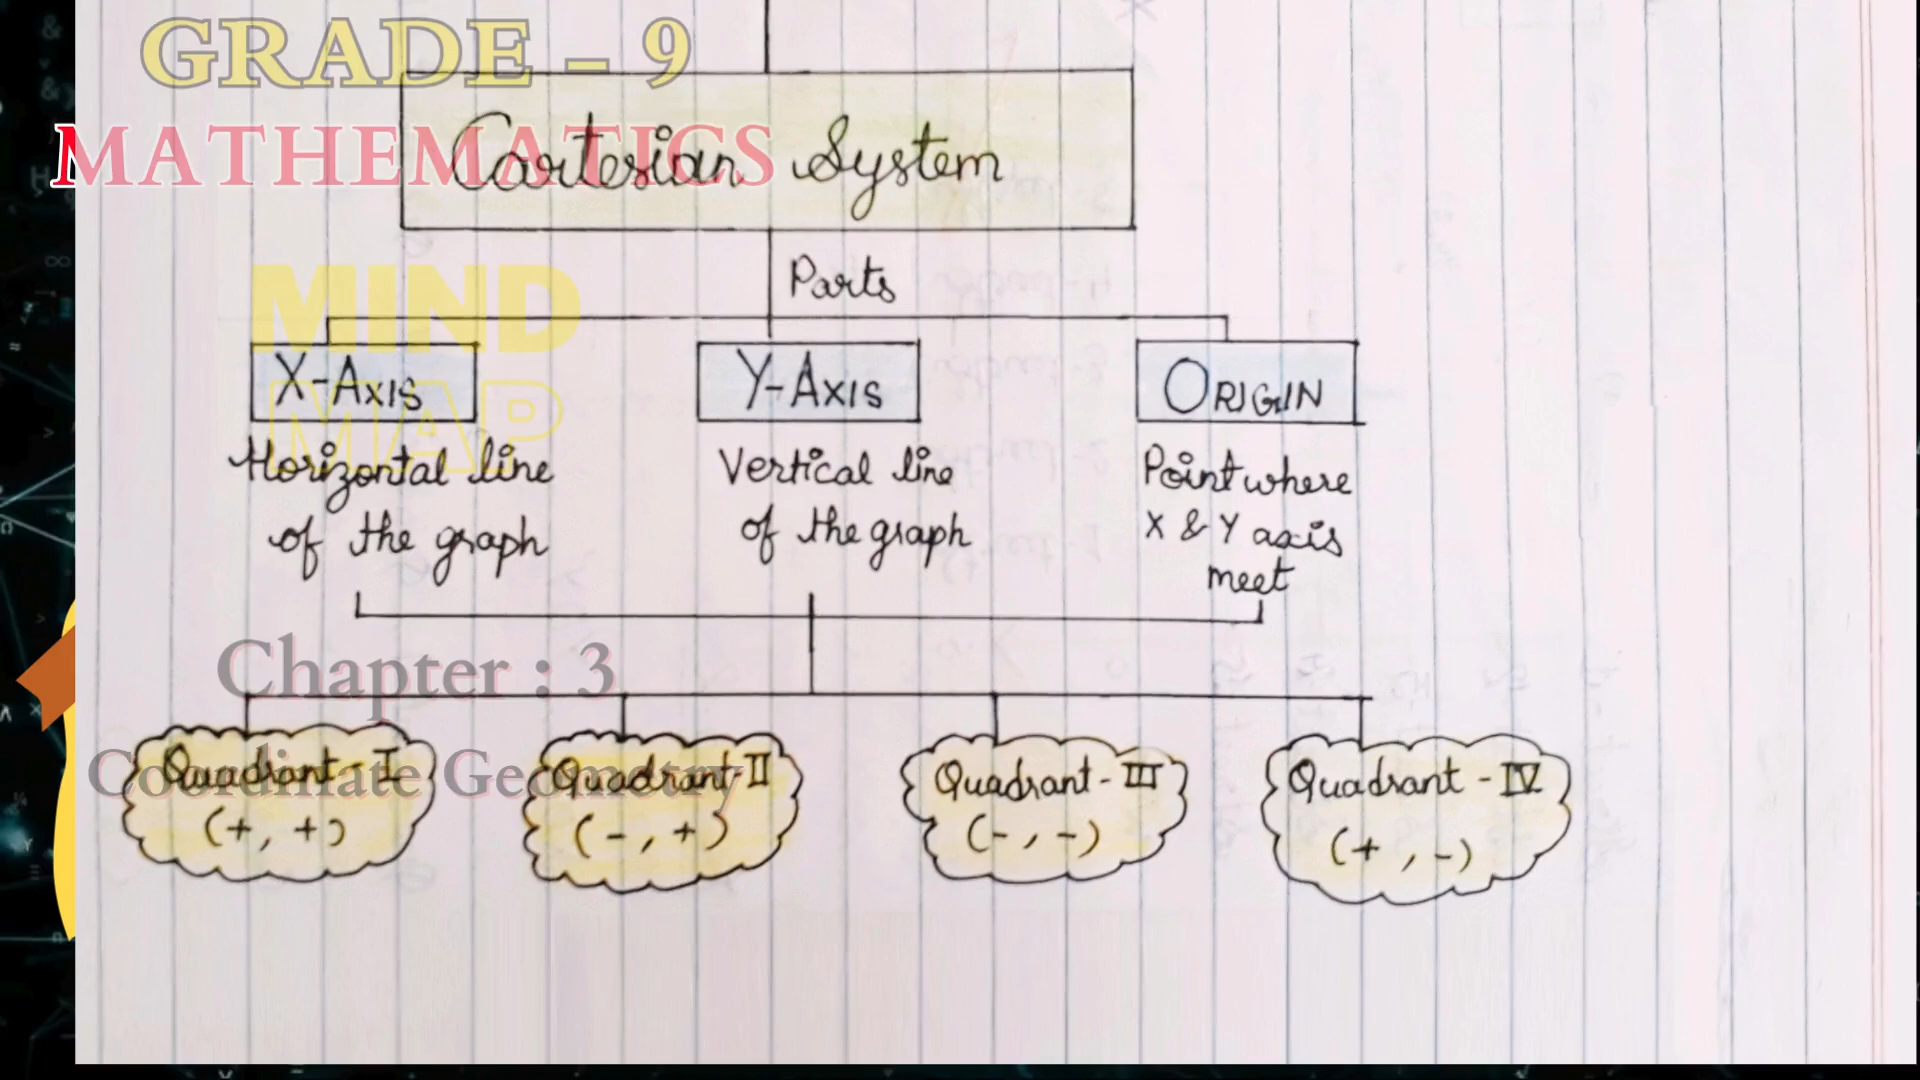 GRADE – 9
MATHEMATICS
Cartesian System
MIND
MAP
Parts
X-AXIS
Y-AXIS
ORIGIN
Horizontal line
of the graph
Vertical line
of the graph
Point where
X & Y axis
meet
Chapter : 3
Coordinate Geometry
Quadrant - I
(+, +)
Quadrant-II
(-, +)
Quadrant - III
(-, -)
Quadrant - IV
(+, -)